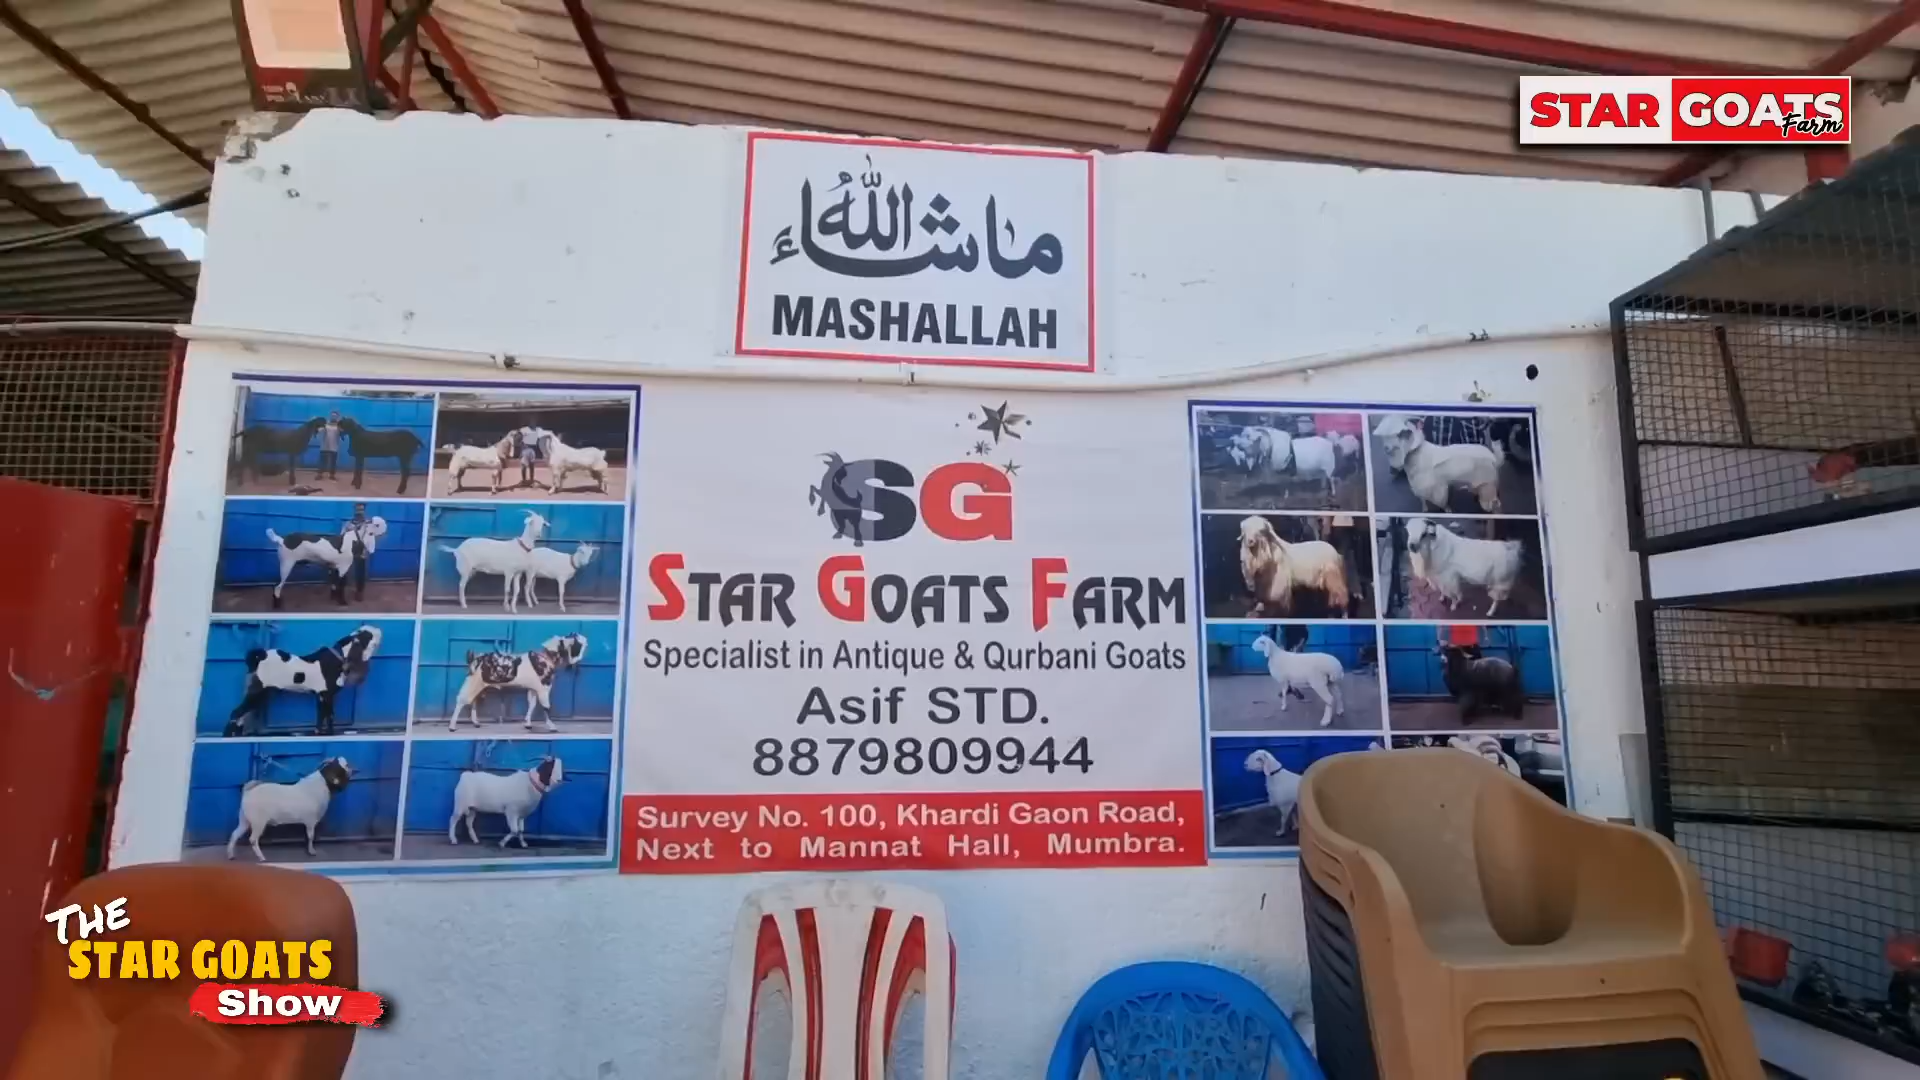 STAR GOATS
Farm
ماشاءالله
MASHALLAH
SG
STAR GOATS FARM
Specialist in Antique & Qurbani Goats
Asif STD.
8879809944
Survey No. 100, Khardi Gaon Road,
Next to Mannat Hall, Mumbra.
THE
STAR GOATS
Show